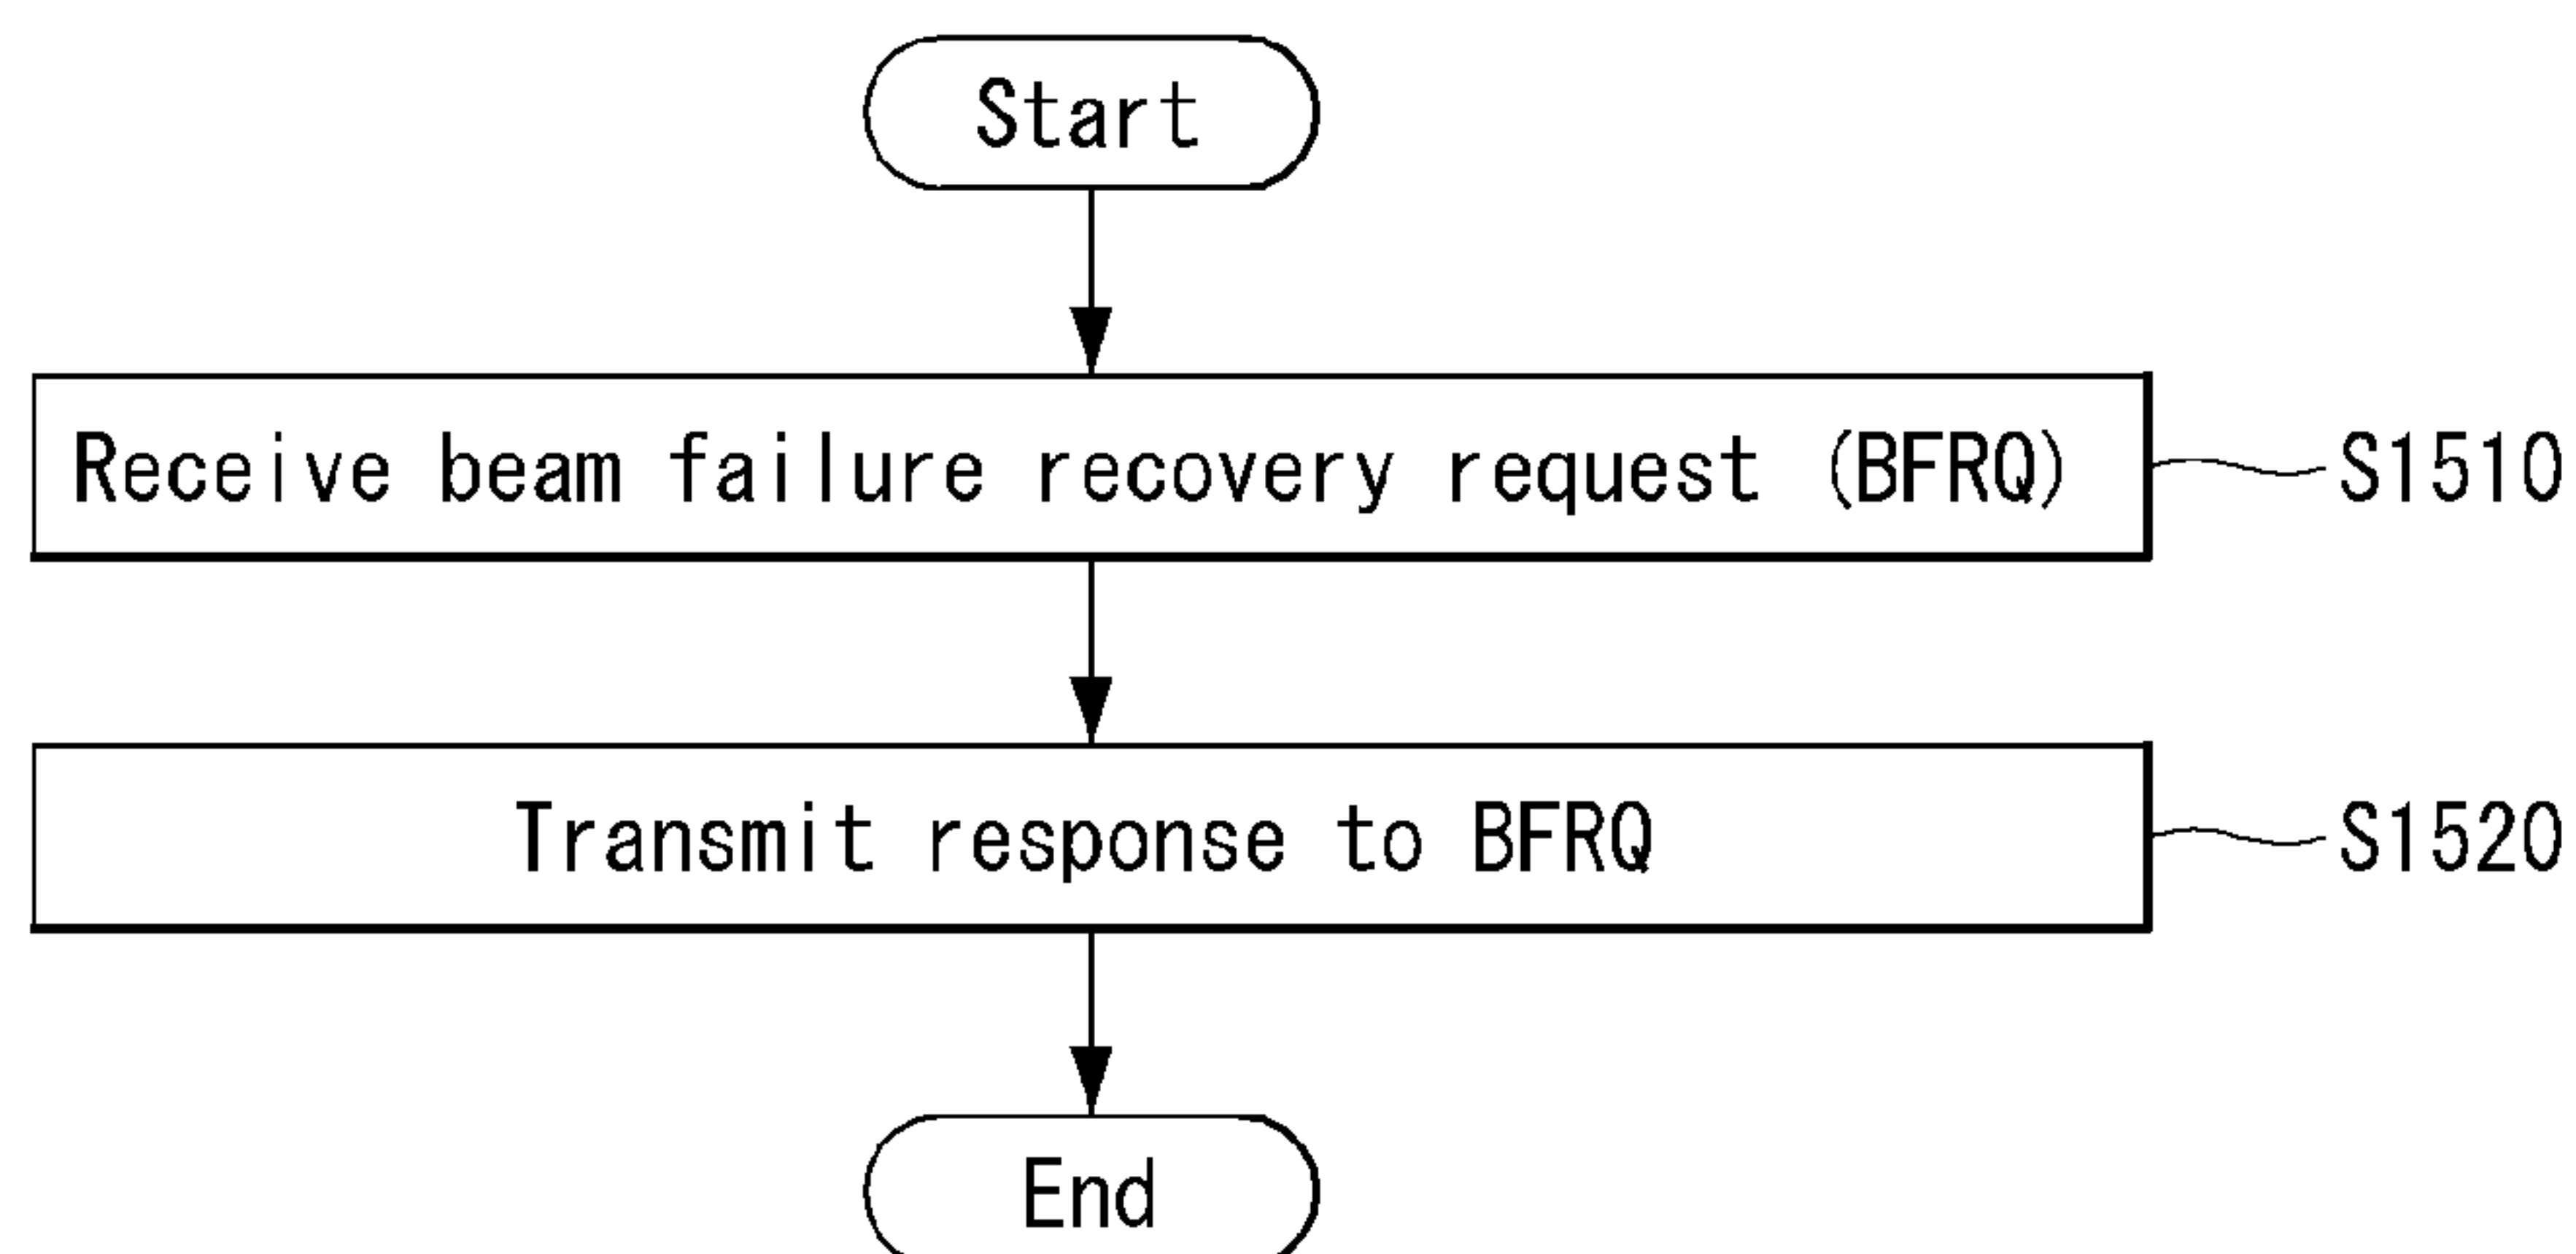 Start
Receive beam failure recovery request (BFRQ)
S1510
Transmit response to BFRQ
S1520
End